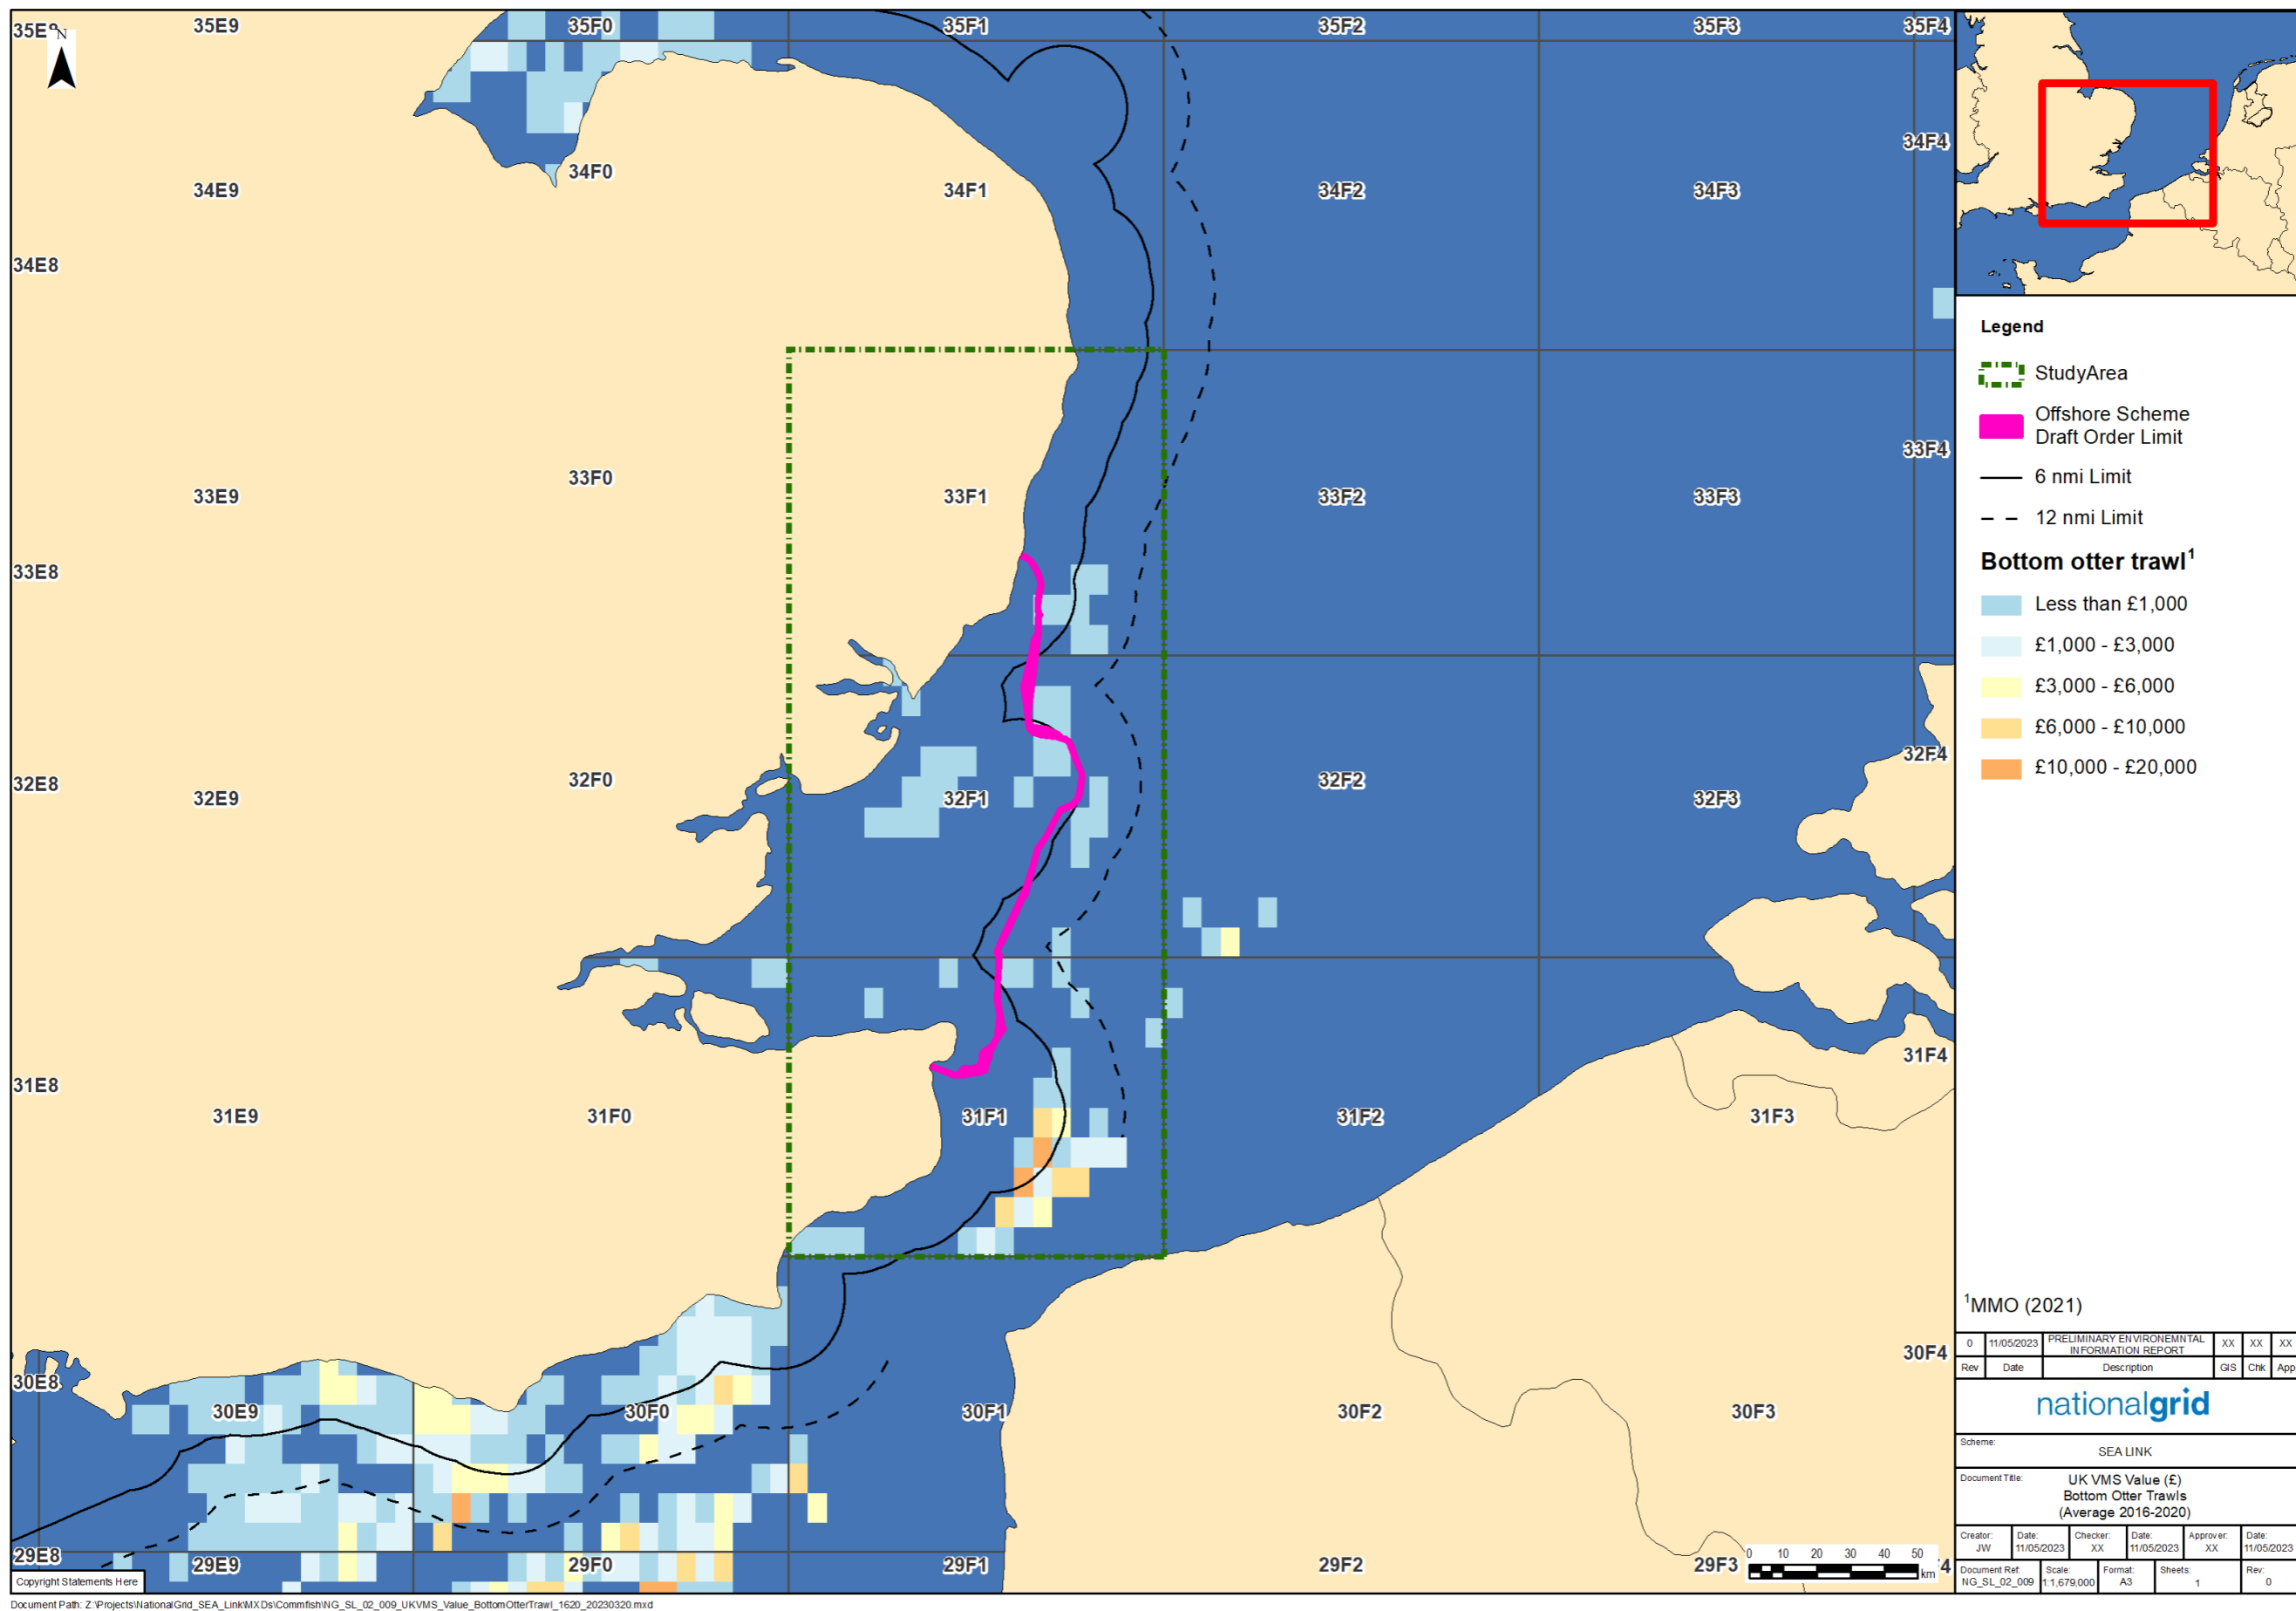 35E9
35F0
35F1
35F2
35F3
35F4
N
34F4
34E9
34F0
34F1
34F2
34F3
34E8
33F4
33E9
33F0
33F1
33F2
33F3
33E8
32F4
32E8
32E9
32F0
32F1
32F2
32F3
31F4
31E8
31E9
31F0
31F1
31F2
31F3
30F4
30E8
30E9
30F0
30F1
30F2
30F3
29E8
29E9
29F0
29F1
29F2
29F3
4
0 10 20 30 40 50
km
Copyright Statements Here
Document Path: Z:\Projects\NationalGrid_SEA_Link\MXDs\Commfish\NG_SL_02_009_UKVMS_Value_BottomOtterTrawl_1620_20230320.mxd
Legend
StudyArea
Offshore Scheme
Draft Order Limit
6 nmi Limit
12 nmi Limit
Bottom otter trawl1
Less than £1,000
£1,000 - £3,000
£3,000 - £6,000
£6,000 - £10,000
£10,000 - £20,000
1MMO (2021)
0 11/05/2023 PRELIMINARY ENVIRONEMNTAL INFORMATION REPORT XX XX XX
Rev Date Description GIS Chk App
nationalgrid
Scheme:
SEA LINK
Document Title:
UK VMS Value (£)
Bottom Otter Trawls
(Average 2016-2020)
Creator: Date: Checker: Date: Approver: Date:
JW 11/05/2023 XX 11/05/2023 XX 11/05/2023
Document Ref: Scale: Format: Sheets: Rev:
NG_SL_02_009 1:1,679,000 A3 1 0